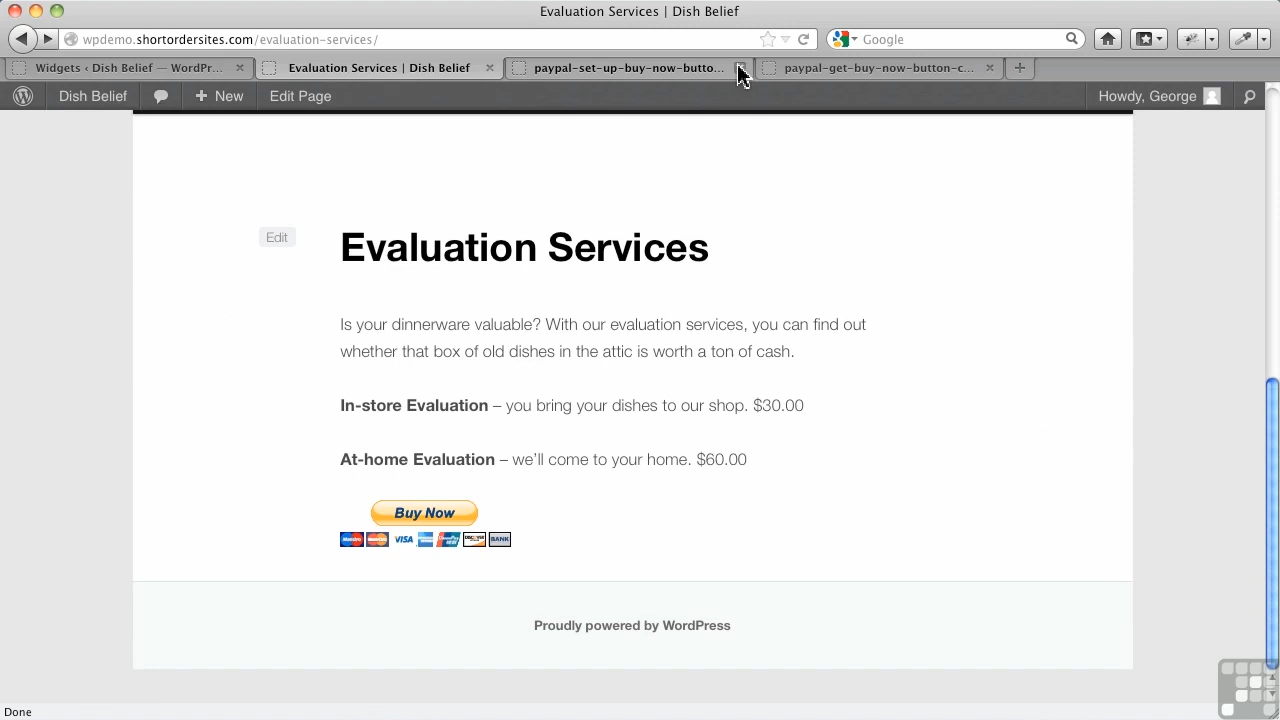 Evaluation Services | Dish Belief
wpdemo.shortordersites.com/evaluation-services/
Google
Widgets ‹ Dish Belief — WordPr...
Evaluation Services | Dish Belief
paypal-set-up-buy-now-butto...
paypal-get-buy-now-button-c...
Dish Belief
New
Edit Page
Howdy, George
Edit
Evaluation Services
Is your dinnerware valuable? With our evaluation services, you can find out
whether that box of old dishes in the attic is worth a ton of cash.
In-store Evaluation – you bring your dishes to our shop. $30.00
At-home Evaluation – we’ll come to your home. $60.00
Buy Now
VISA
BANK
Proudly powered by WordPress
Done